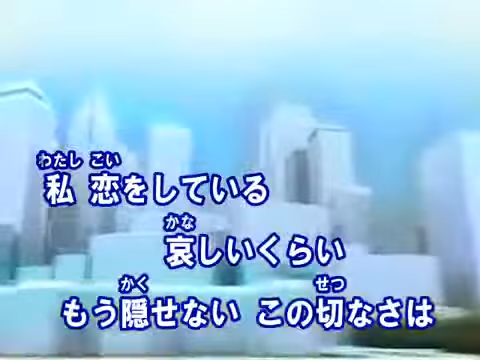 わたし こい
私 恋をしている
かな
哀しいくらい
かく せつ
もう隠せない この切なさは